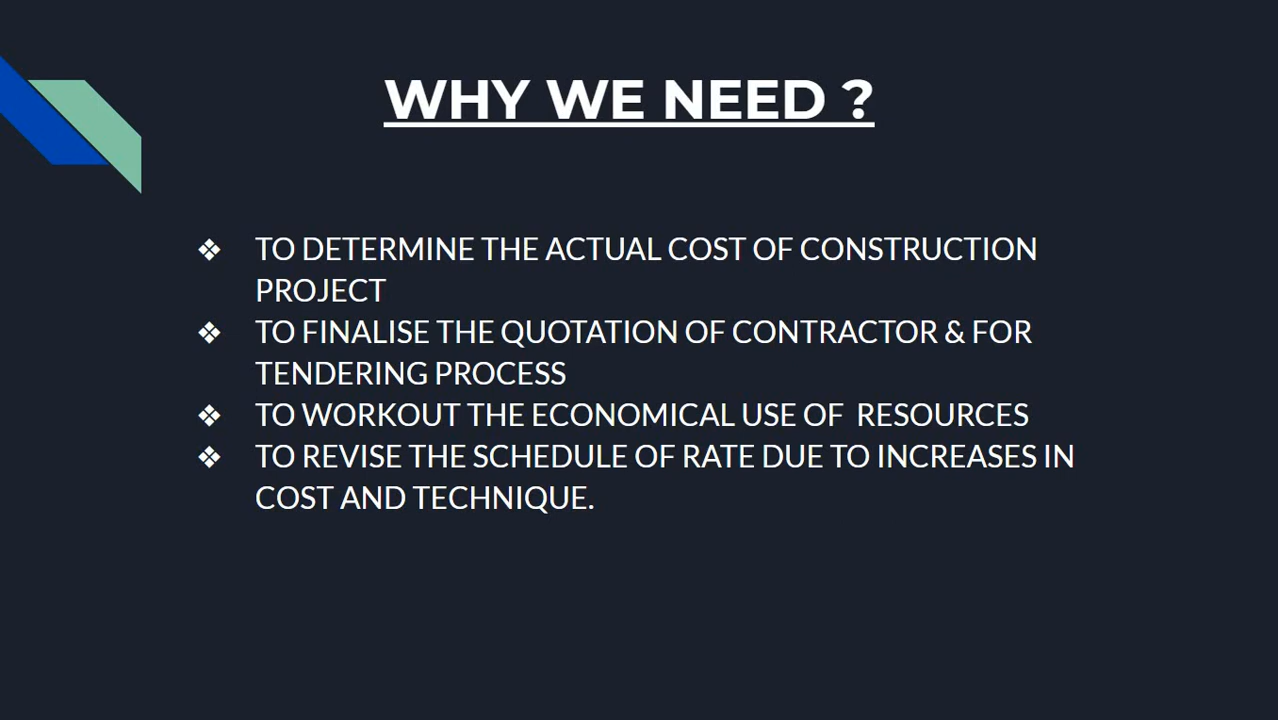 WHY WE NEED ?
❖ TO DETERMINE THE ACTUAL COST OF CONSTRUCTION
PROJECT
❖ TO FINALISE THE QUOTATION OF CONTRACTOR & FOR
TENDERING PROCESS
❖ TO WORKOUT THE ECONOMICAL USE OF  RESOURCES
❖ TO REVISE THE SCHEDULE OF RATE DUE TO INCREASES IN
COST AND TECHNIQUE.